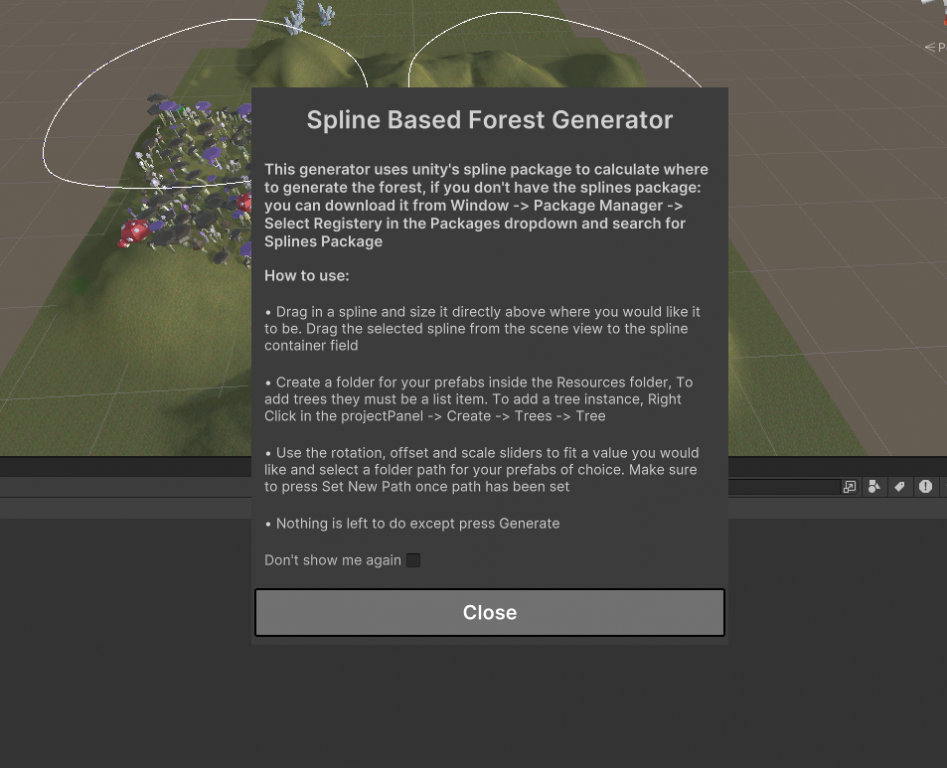 Spline Based Forest Generator
This generator uses unity's spline package to calculate where
to generate the forest, if you don't have the splines package:
you can download it from Window -> Package Manager ->
Select Registery in the Packages dropdown and search for
Splines Package
How to use:
• Drag in a spline and size it directly above where you would like it
to be. Drag the selected spline from the scene view to the spline
container field
• Create a folder for your prefabs inside the Resources folder, To
add trees they must be a list item. To add a tree instance, Right
Click in the projectPanel -> Create -> Trees -> Tree
• Use the rotation, offset and scale sliders to fit a value you would
like and select a folder path for your prefabs of choice. Make sure
to press Set New Path once path has been set
• Nothing is left to do except press Generate
Don't show me again
Close